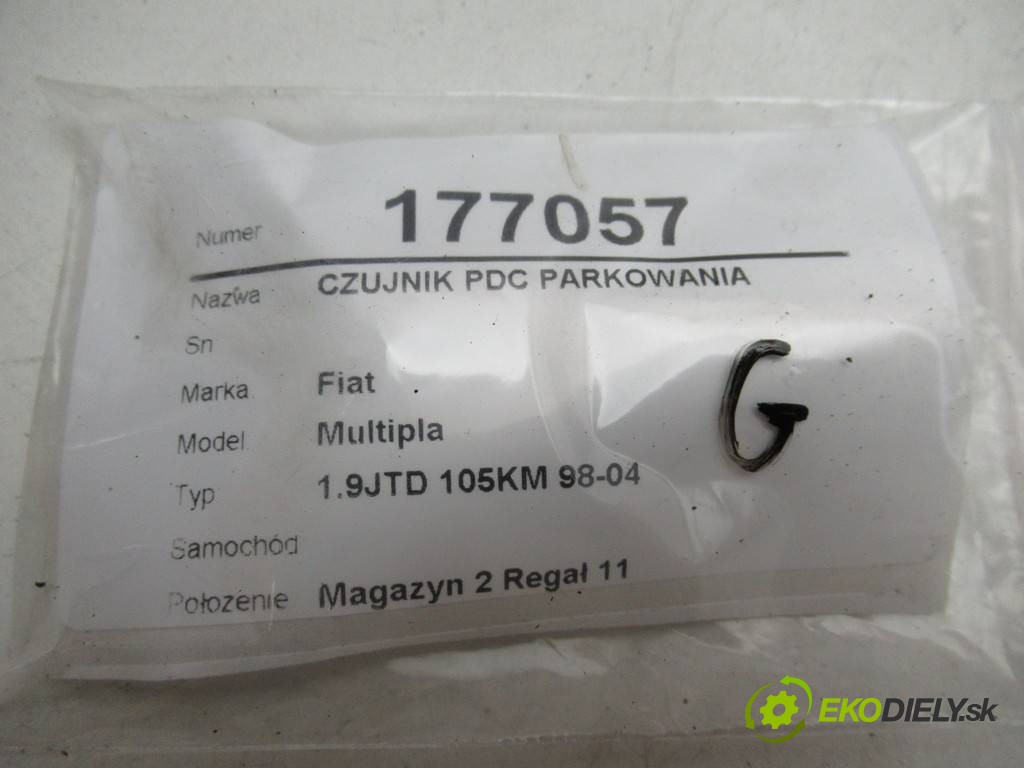 Numer 177057
Nazwa CZUJNIK PDC PARKOWANIA
Sn
G
Marka Fiat
Model Multipla
Typ 1.9JTD 105KM 98-04
Samochód
Położenie Magazyn 2 Regał 11
EKODIELY.sk